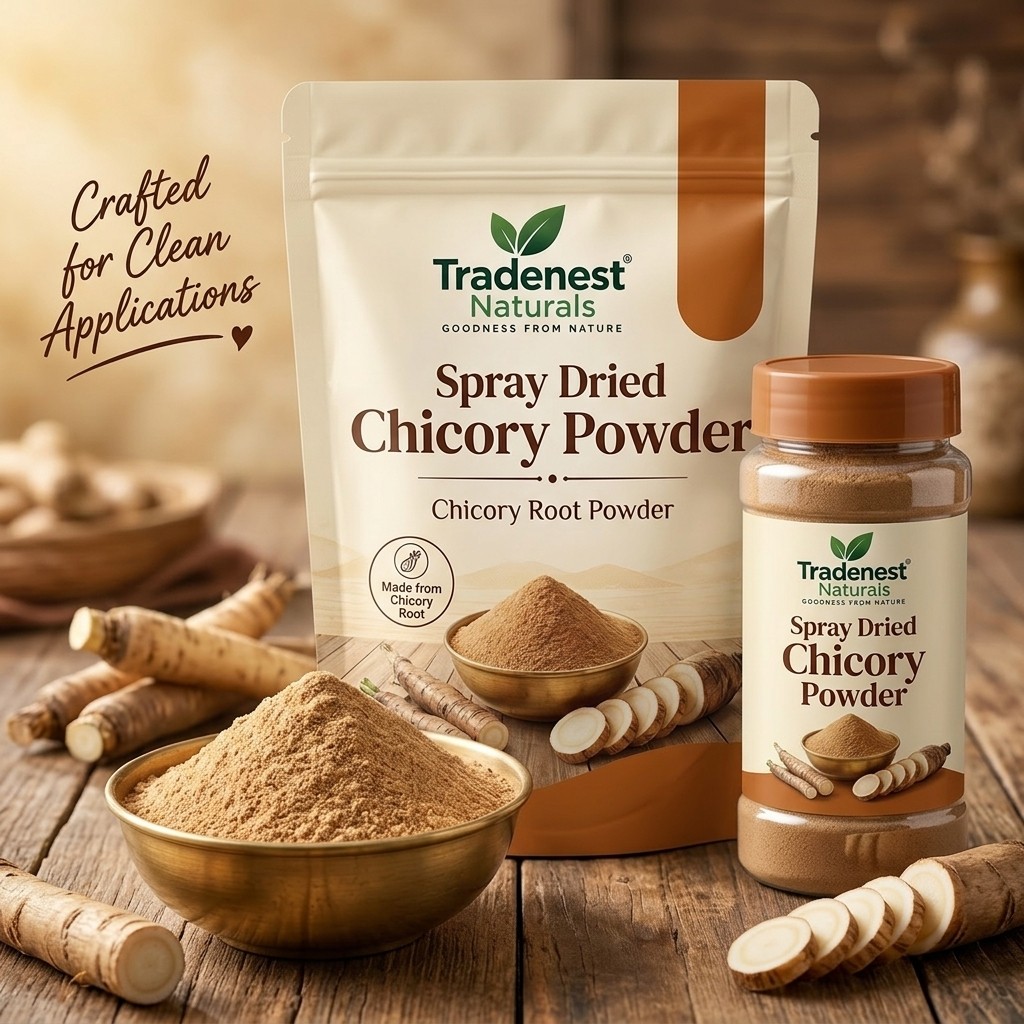 Crafted
for Clean
Applications
Tradenest®
Naturals
GOODNESS FROM NATURE
Spray Dried
Chicory Powder
Chicory Root Powder
Made from
Chicory
Root
Tradenest®
Naturals
GOODNESS FROM NATURE
Spray Dried
Chicory
Powder